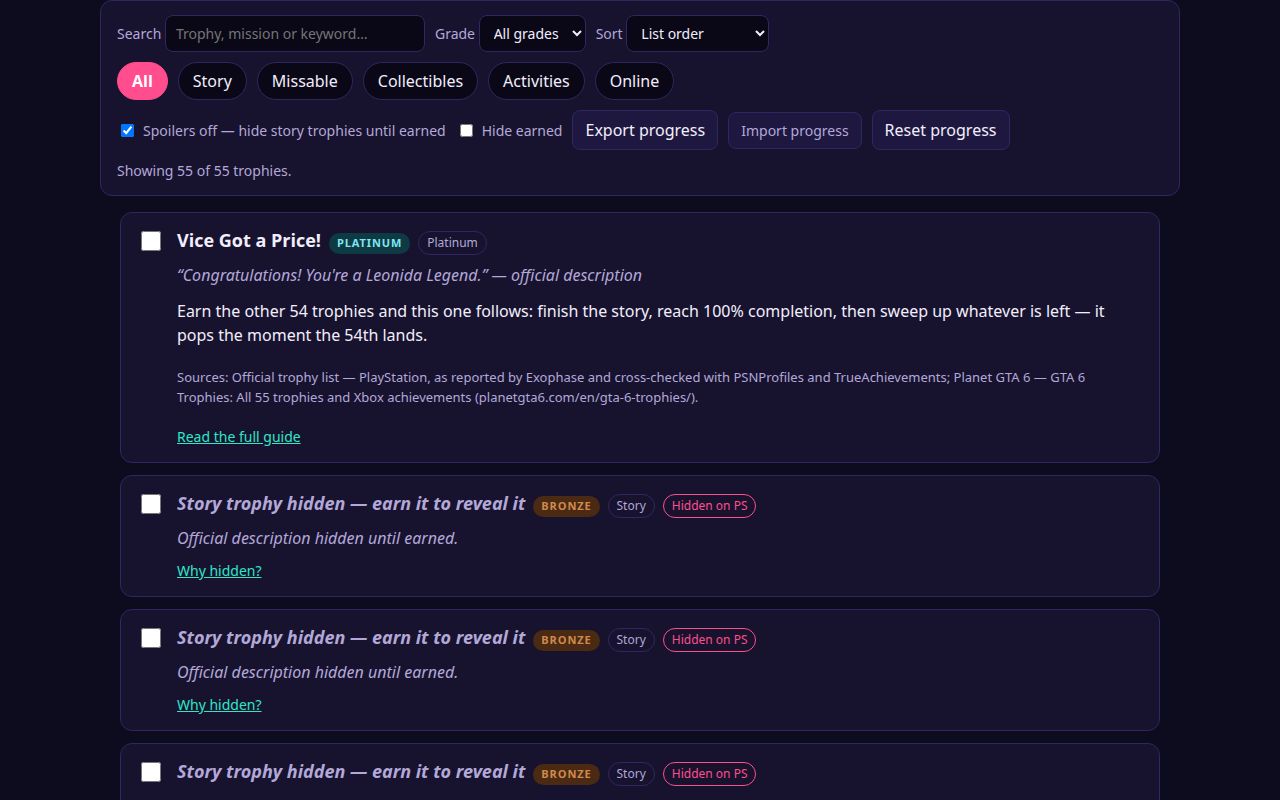 Search Trophy, mission or keyword... Grade All grades Sort List order
All Story Missable Collectibles Activities Online
Spoilers off — hide story trophies until earned Hide earned Export progress Import progress Reset progress
Showing 55 of 55 trophies.
Vice Got a Price! PLATINUM Platinum
“Congratulations! You're a Leonida Legend.” — official description
Earn the other 54 trophies and this one follows: finish the story, reach 100% completion, then sweep up whatever is left — it
pops the moment the 54th lands.
Sources: Official trophy list — PlayStation, as reported by Exophase and cross-checked with PSNProfiles and TrueAchievements; Planet GTA 6 — GTA 6
Trophies: All 55 trophies and Xbox achievements (planetgta6.com/en/gta-6-trophies/).
Read the full guide
Story trophy hidden — earn it to reveal it BRONZE Story Hidden on PS
Official description hidden until earned.
Why hidden?
Story trophy hidden — earn it to reveal it BRONZE Story Hidden on PS
Official description hidden until earned.
Why hidden?
Story trophy hidden — earn it to reveal it BRONZE Story Hidden on PS